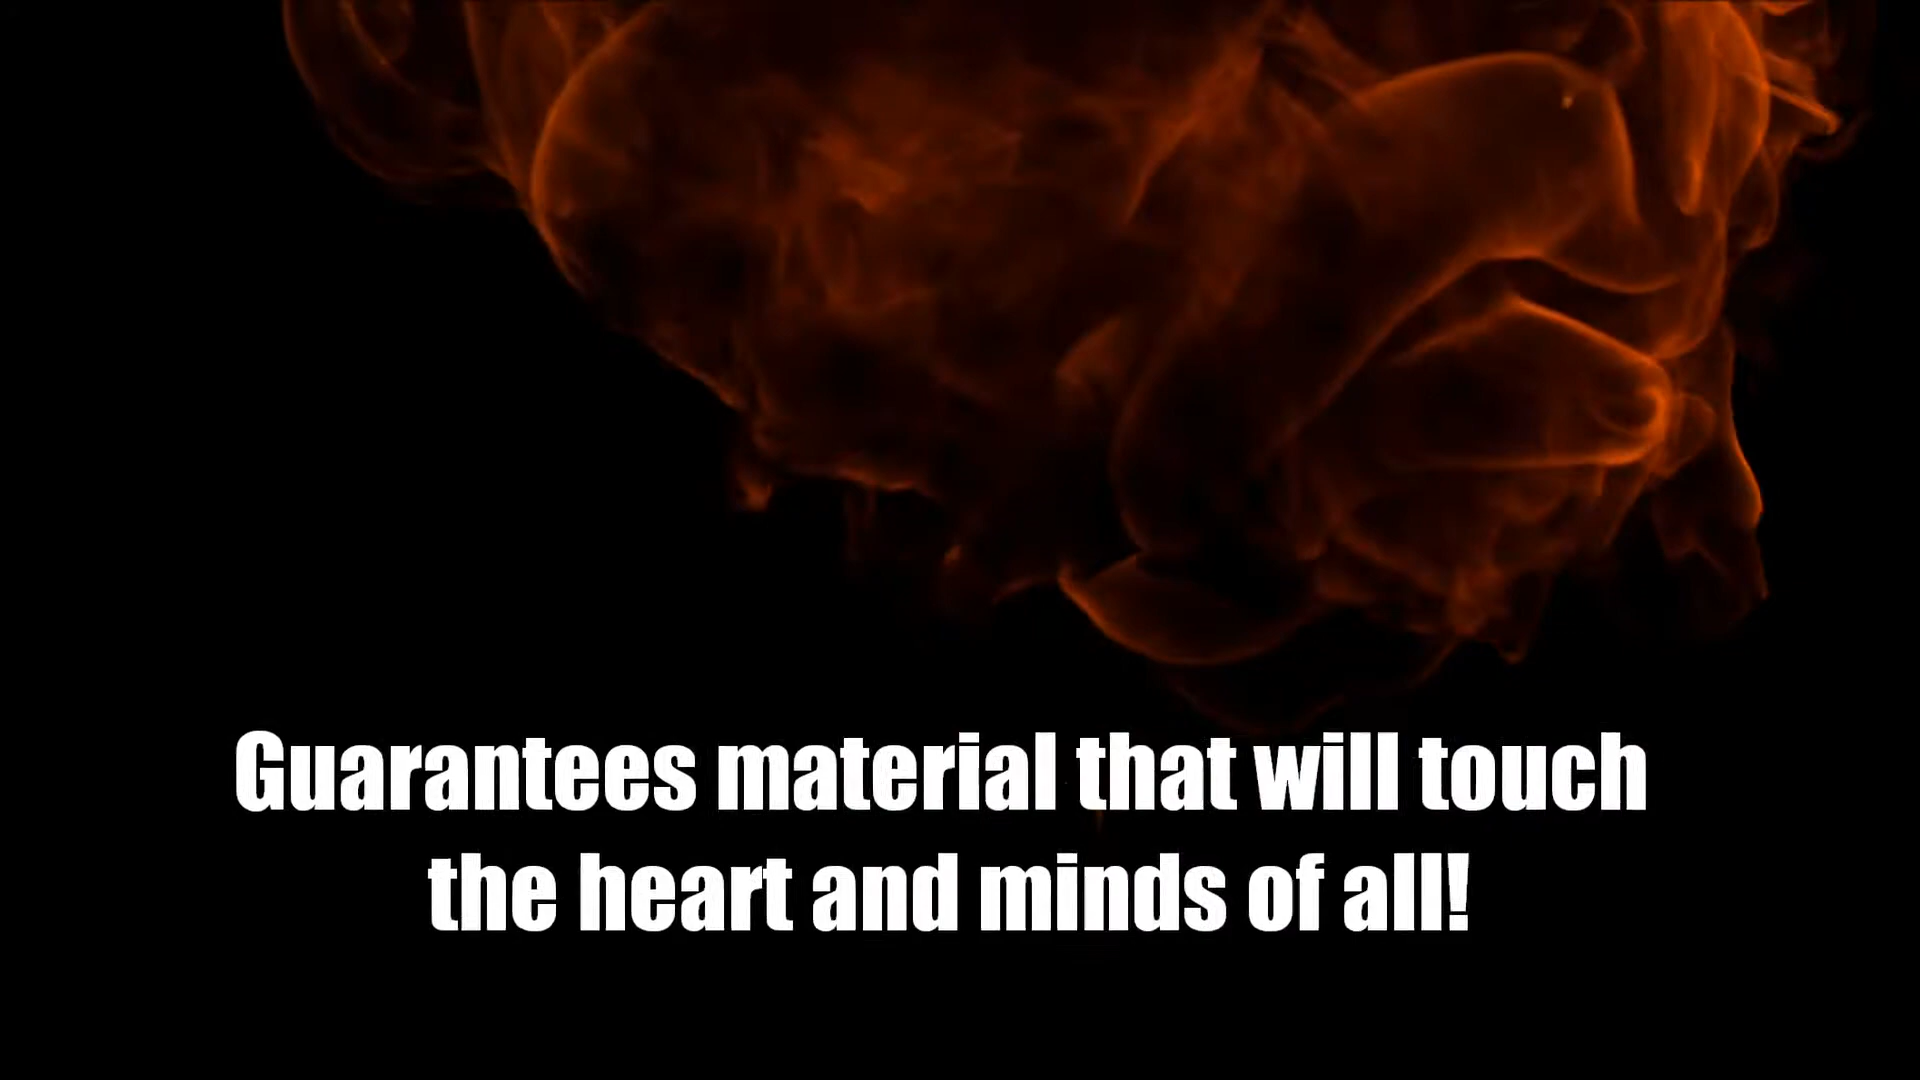 Guarantees material that will touch
the heart and minds of all!